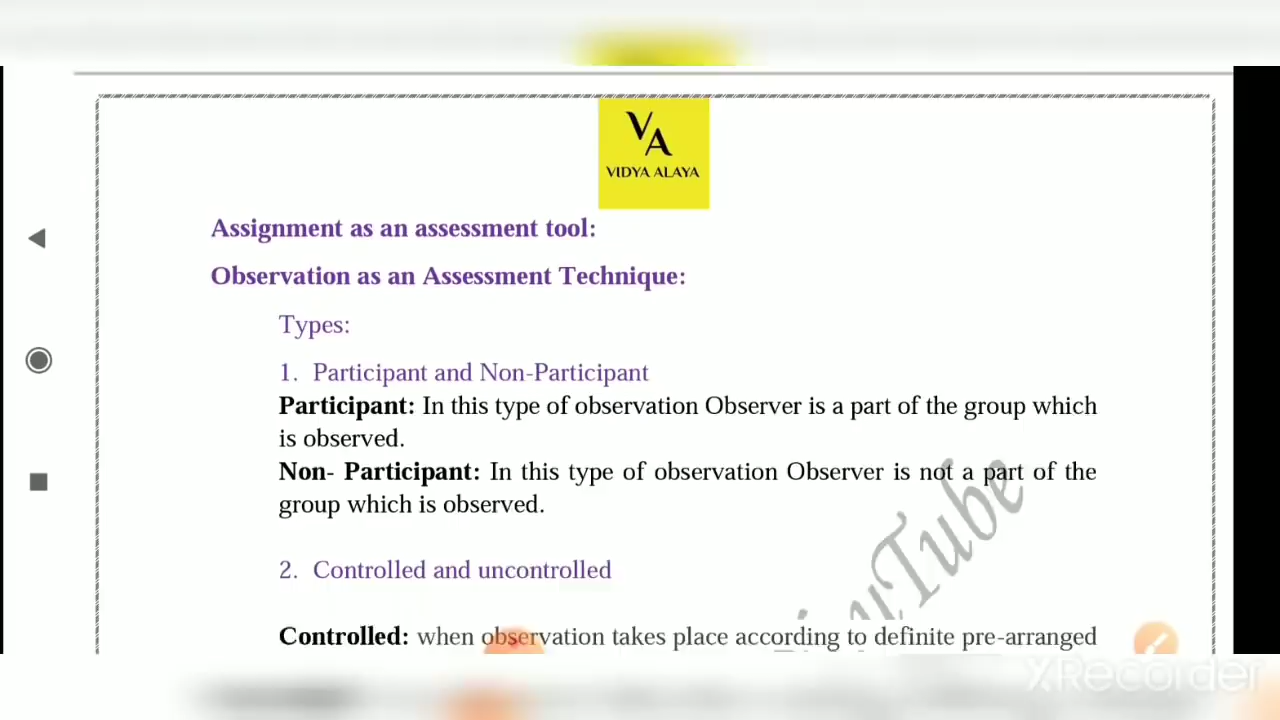 VA
VIDYA ALAYA
Assignment as an assessment tool:
Observation as an Assessment Technique:
Types:
1. Participant and Non-Participant
Participant: In this type of observation Observer is a part of the group which
is observed.
Non- Participant: In this type of observation Observer is not a part of the
group which is observed.
2. Controlled and uncontrolled
Controlled: when observation takes place according to definite pre-arranged
XRecorder